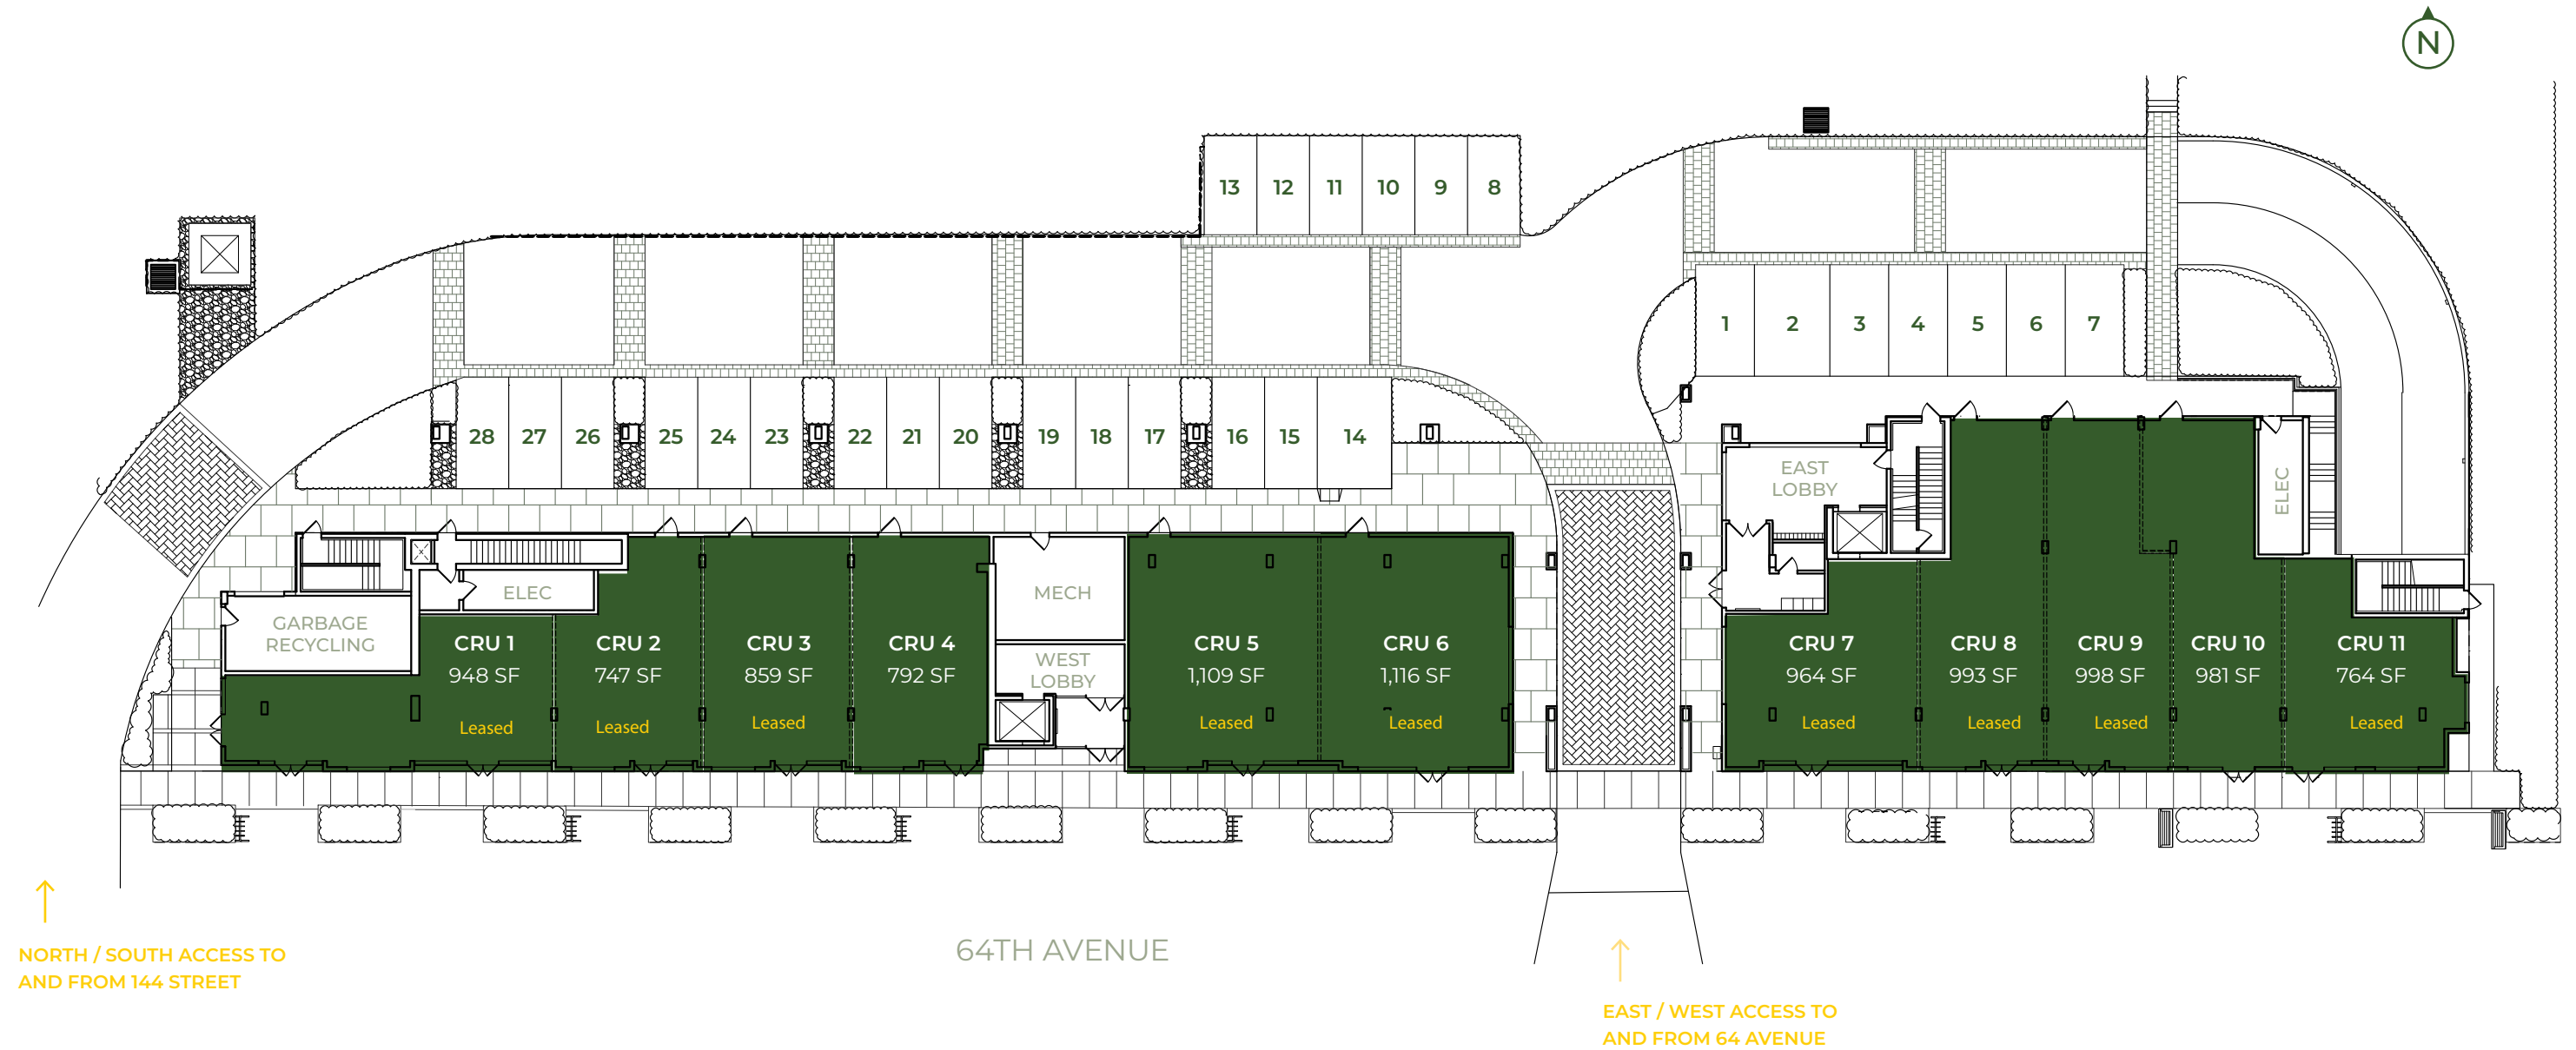 N
13 12 11 10 9 8
1 2 3 4 5 6 7
28 27 26 25 24 23 22 21 20 19 18 17 16 15 14
EAST
LOBBY
ELEC
ELEC
MECH
GARBAGE
RECYCLING
WEST
LOBBY
CRU 1
948 SF
Leased
CRU 2
747 SF
Leased
CRU 3
859 SF
Leased
CRU 4
792 SF
CRU 5
1,109 SF
Leased
CRU 6
1,116 SF
Leased
CRU 7
964 SF
Leased
CRU 8
993 SF
Leased
CRU 9
998 SF
Leased
CRU 10
981 SF
CRU 11
764 SF
Leased
NORTH / SOUTH ACCESS TO
AND FROM 144 STREET
64TH AVENUE
EAST / WEST ACCESS TO
AND FROM 64 AVENUE